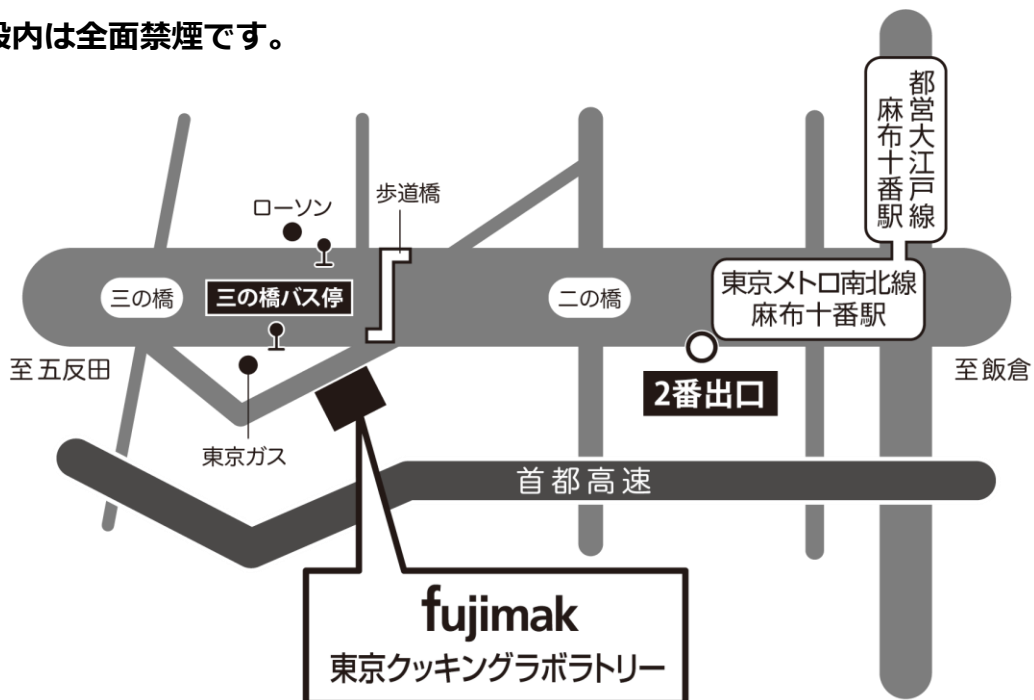 設内は全面禁煙です。
都営大江戸線
麻布十番駅
歩道橋
ローソン
三の橋
三の橋バス停
二の橋
東京メトロ南北線
麻布十番駅
至五反田
至飯倉
2番出口
東京ガス
首都高速
fujimak
東京クッキングラボラトリー